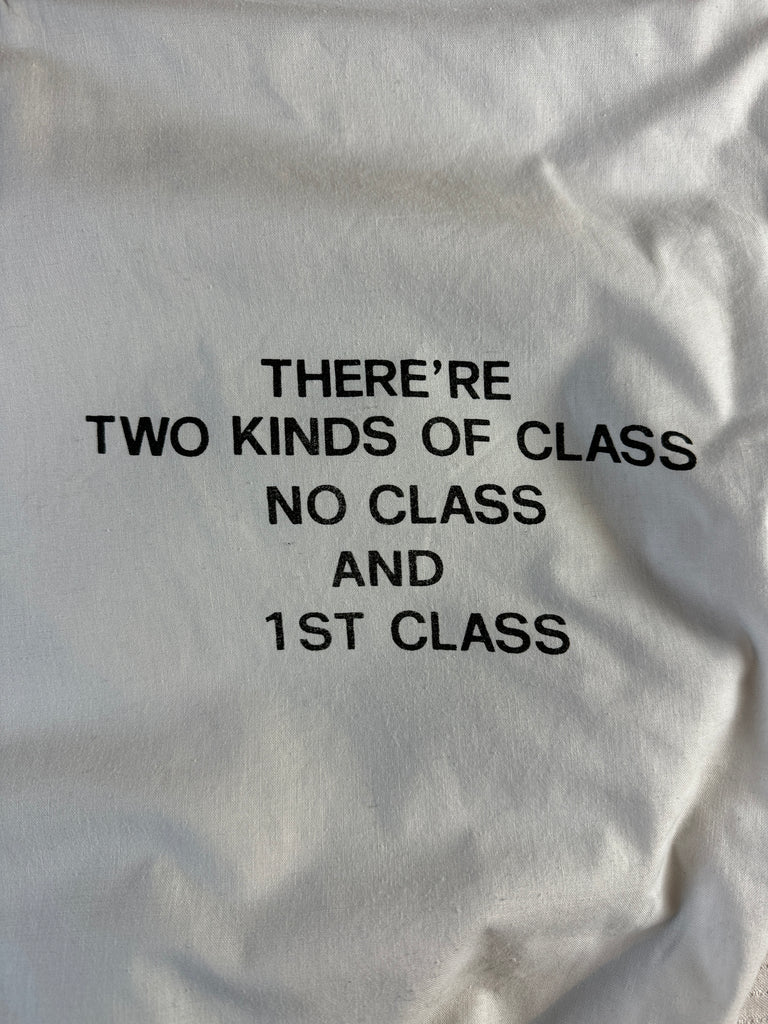 THERE’RE
TWO KINDS OF CLASS
NO CLASS
AND
1ST CLASS